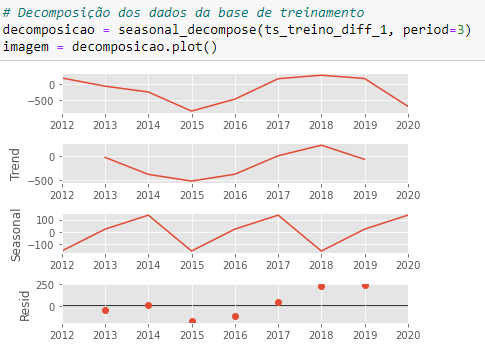 # Decomposição dos dados da base de treinamento
decomposicao = seasonal_decompose(ts_treino_diff_1, period=3)
imagem = decomposicao.plot()
0
−500
2012 2013 2014 2015 2016 2017 2018 2019 2020
Trend
0
−500
2012 2013 2014 2015 2016 2017 2018 2019 2020
Seasonal
100
0
−100
2012 2013 2014 2015 2016 2017 2018 2019 2020
Resid
250
0
2012 2013 2014 2015 2016 2017 2018 2019 2020